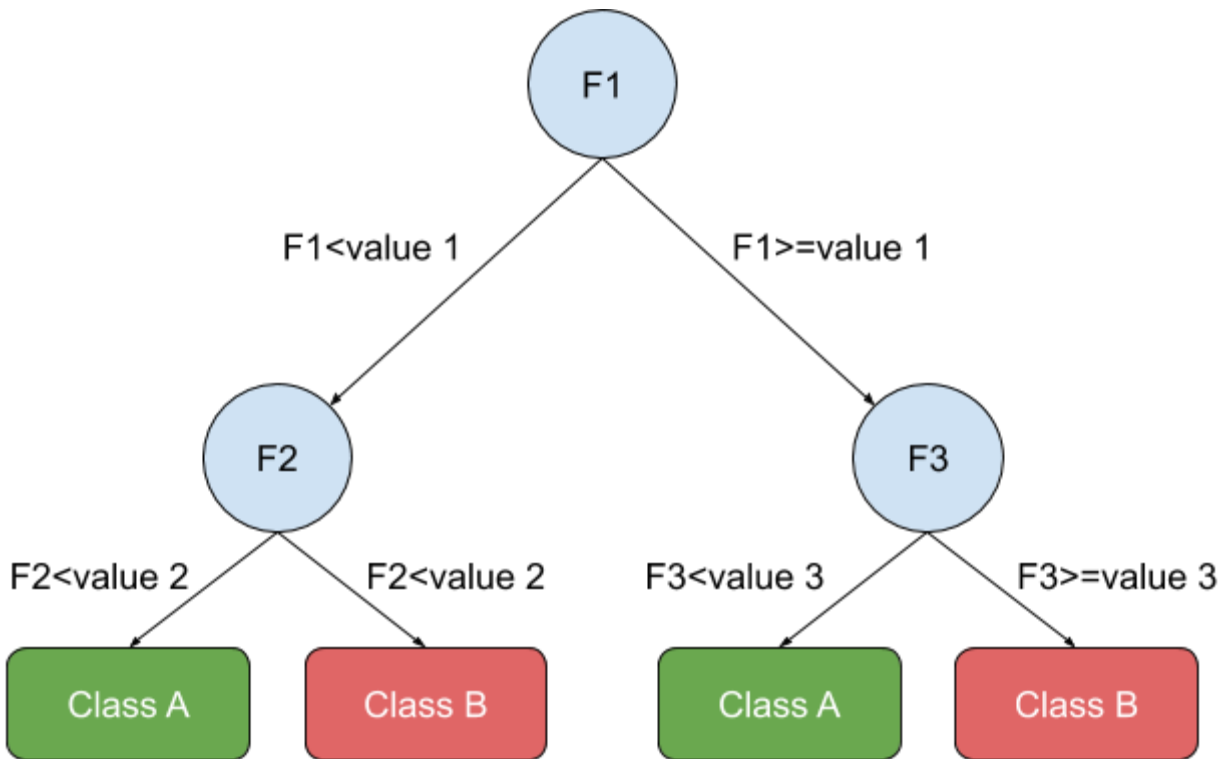 F1
F1<value 1
F1>=value 1
F2
F3
F2<value 2
F2<value 2
F3<value 3
F3>=value 3
Class A
Class B
Class A
Class B